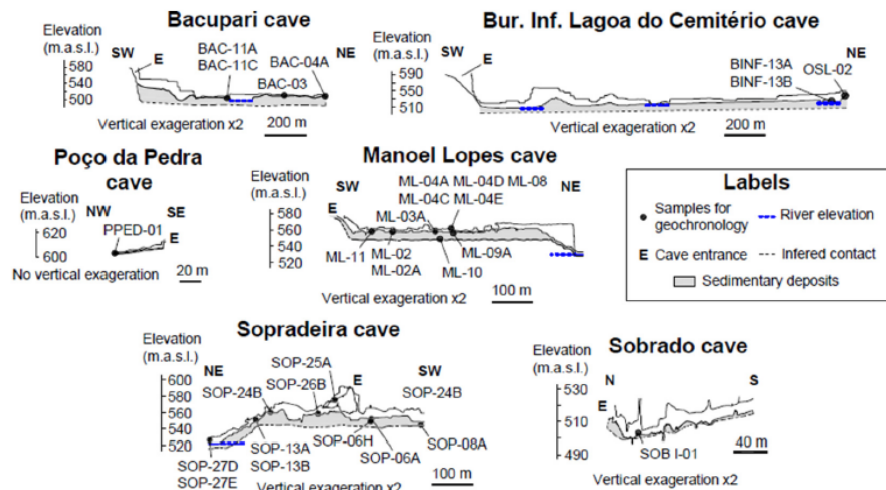 Bacupari cave
Elevation
(m.a.s.l.)
SW
E
BAC-11A
BAC-11C
BAC-04A
NE
BAC-03
580
540
500
Vertical exageration x2
200 m
Bur. Inf. Lagoa do Cemitério cave
Elevation
(m.a.s.l.)
SW
E
BINF-13A
BINF-13B
NE
OSL-02
590
550
510
Vertical exageration x2
200 m
Poço da Pedra
cave
Elevation
(m.a.s.l.)
NW
SE
PPED-01
E
620
600
No vertical exageration
20 m
Manoel Lopes cave
Elevation
(m.a.s.l.)
SW
ML-04A ML-04D ML-08
ML-04C ML-04E
NE
ML-03A
E
580
560
540
520
ML-11
ML-02
ML-02A
ML-09A
ML-10
Vertical exageration x2
100 m
Labels
Samples for
geochronology
River elevation
E Cave entrance
Infered contact
Sedimentary deposits
Sopradeira cave
Elevation
(m.a.s.l.)
NE
SOP-25A
SOP-24B
SOP-26B
E
SW
SOP-24B
600
580
560
540
520
SOP-27D
SOP-27E
SOP-13A
SOP-13B
SOP-06H
SOP-06A
SOP-08A
Vertical exageration x2
100 m
Sobrado cave
Elevation
(m.a.s.l.)
N
S
E
530
510
490
SOB I-01
40 m
Vertical exageration x2